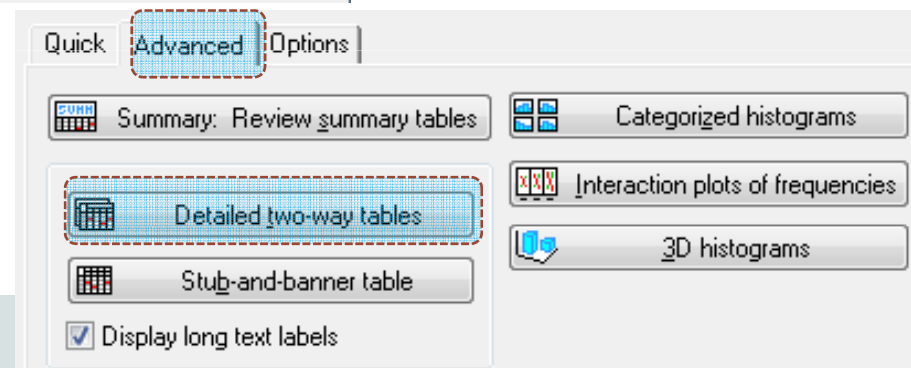 Quick Advanced Options
SUMM
Summary: Review summary tables
Categorized histograms
Detailed two-way tables
XXX Interaction plots of frequencies
Stub-and-banner table
3D histograms
Display long text labels